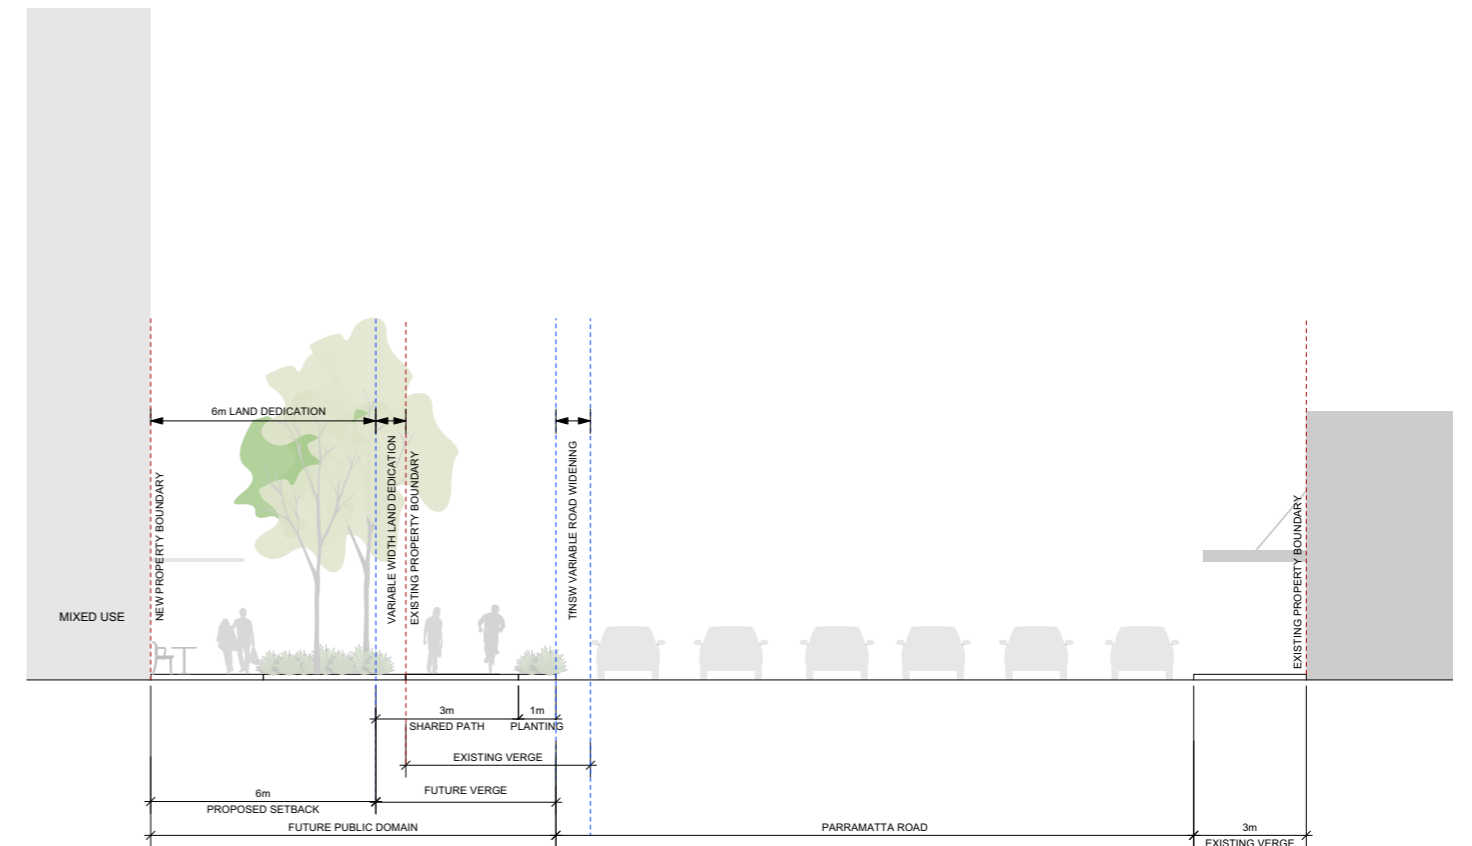 6m LAND DEDICATION
NEW PROPERTY BOUNDARY
VARIABLE WIDTH LAND DEDICATION
EXISTING PROPERTY BOUNDARY
TfNSW VARIABLE ROAD WIDENING
EXISTING PROPERTY BOUNDARY
MIXED USE
3m
SHARED PATH
1m
PLANTING
EXISTING VERGE
6m
PROPOSED SETBACK
FUTURE VERGE
FUTURE PUBLIC DOMAIN
PARRAMATTA ROAD
3m
EXISTING VERGE